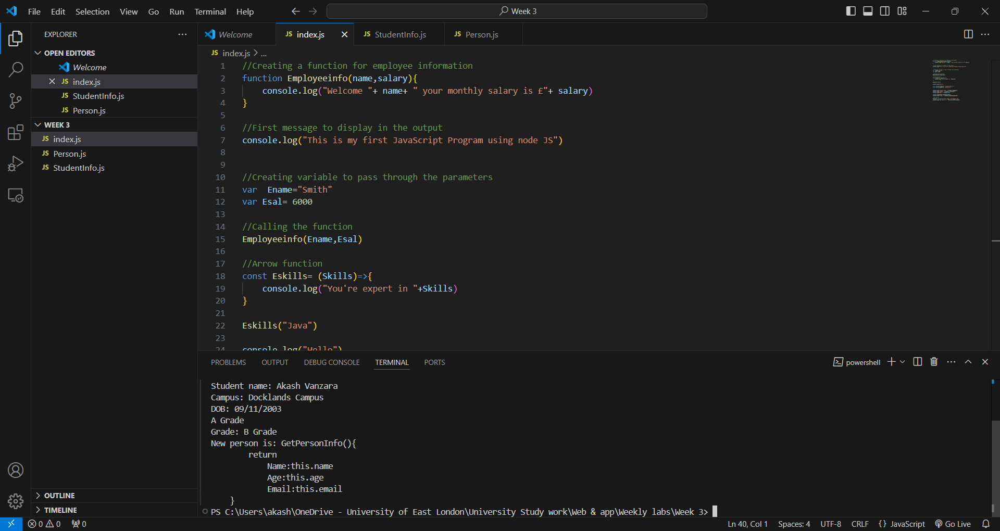 File Edit Selection View Go Run Terminal Help
Week 3
EXPLORER
OPEN EDITORS
Welcome
JS index.js
JS StudentInfo.js
JS Person.js
WEEK 3
JS index.js
JS Person.js
JS StudentInfo.js
OUTLINE
TIMELINE
Welcome JS index.js JS StudentInfo.js JS Person.js
JS index.js > ...
1 //Creating a function for employee information
2 function Employeeinfo(name,salary){
3 console.log("Welcome "+ name+ " your monthly salary is £"+ salary)
4 }
5
6 //First message to display in the output
7 console.log("This is my first JavaScript Program using node JS")
8
9
10 //Creating variable to pass through the parameters
11 var  Ename="Smith"
12 var Esal= 6000
13
14 //Calling the function
15 Employeeinfo(Ename,Esal)
16
17 //Arrow function
18 const Eskills= (Skills)=>{
19 console.log("You're expert in "+Skills)
20 }
21
22 Eskills("Java")
23
24 console.log("Hello")
PROBLEMS OUTPUT DEBUG CONSOLE TERMINAL PORTS
powershell
Student name: Akash Vanzara
Campus: Docklands Campus
DOB: 09/11/2003
A Grade
Grade: B Grade
New person is: GetPersonInfo(){
return
Name:this.name
Age:this.age
Email:this.email
}
PS C:\Users\akash\OneDrive - University of East London\University Study work\Web & app\Weekly labs\Week 3>
0 0 0 Ln 40, Col 1 Spaces: 4 UTF-8 CRLF {} JavaScript Go Live